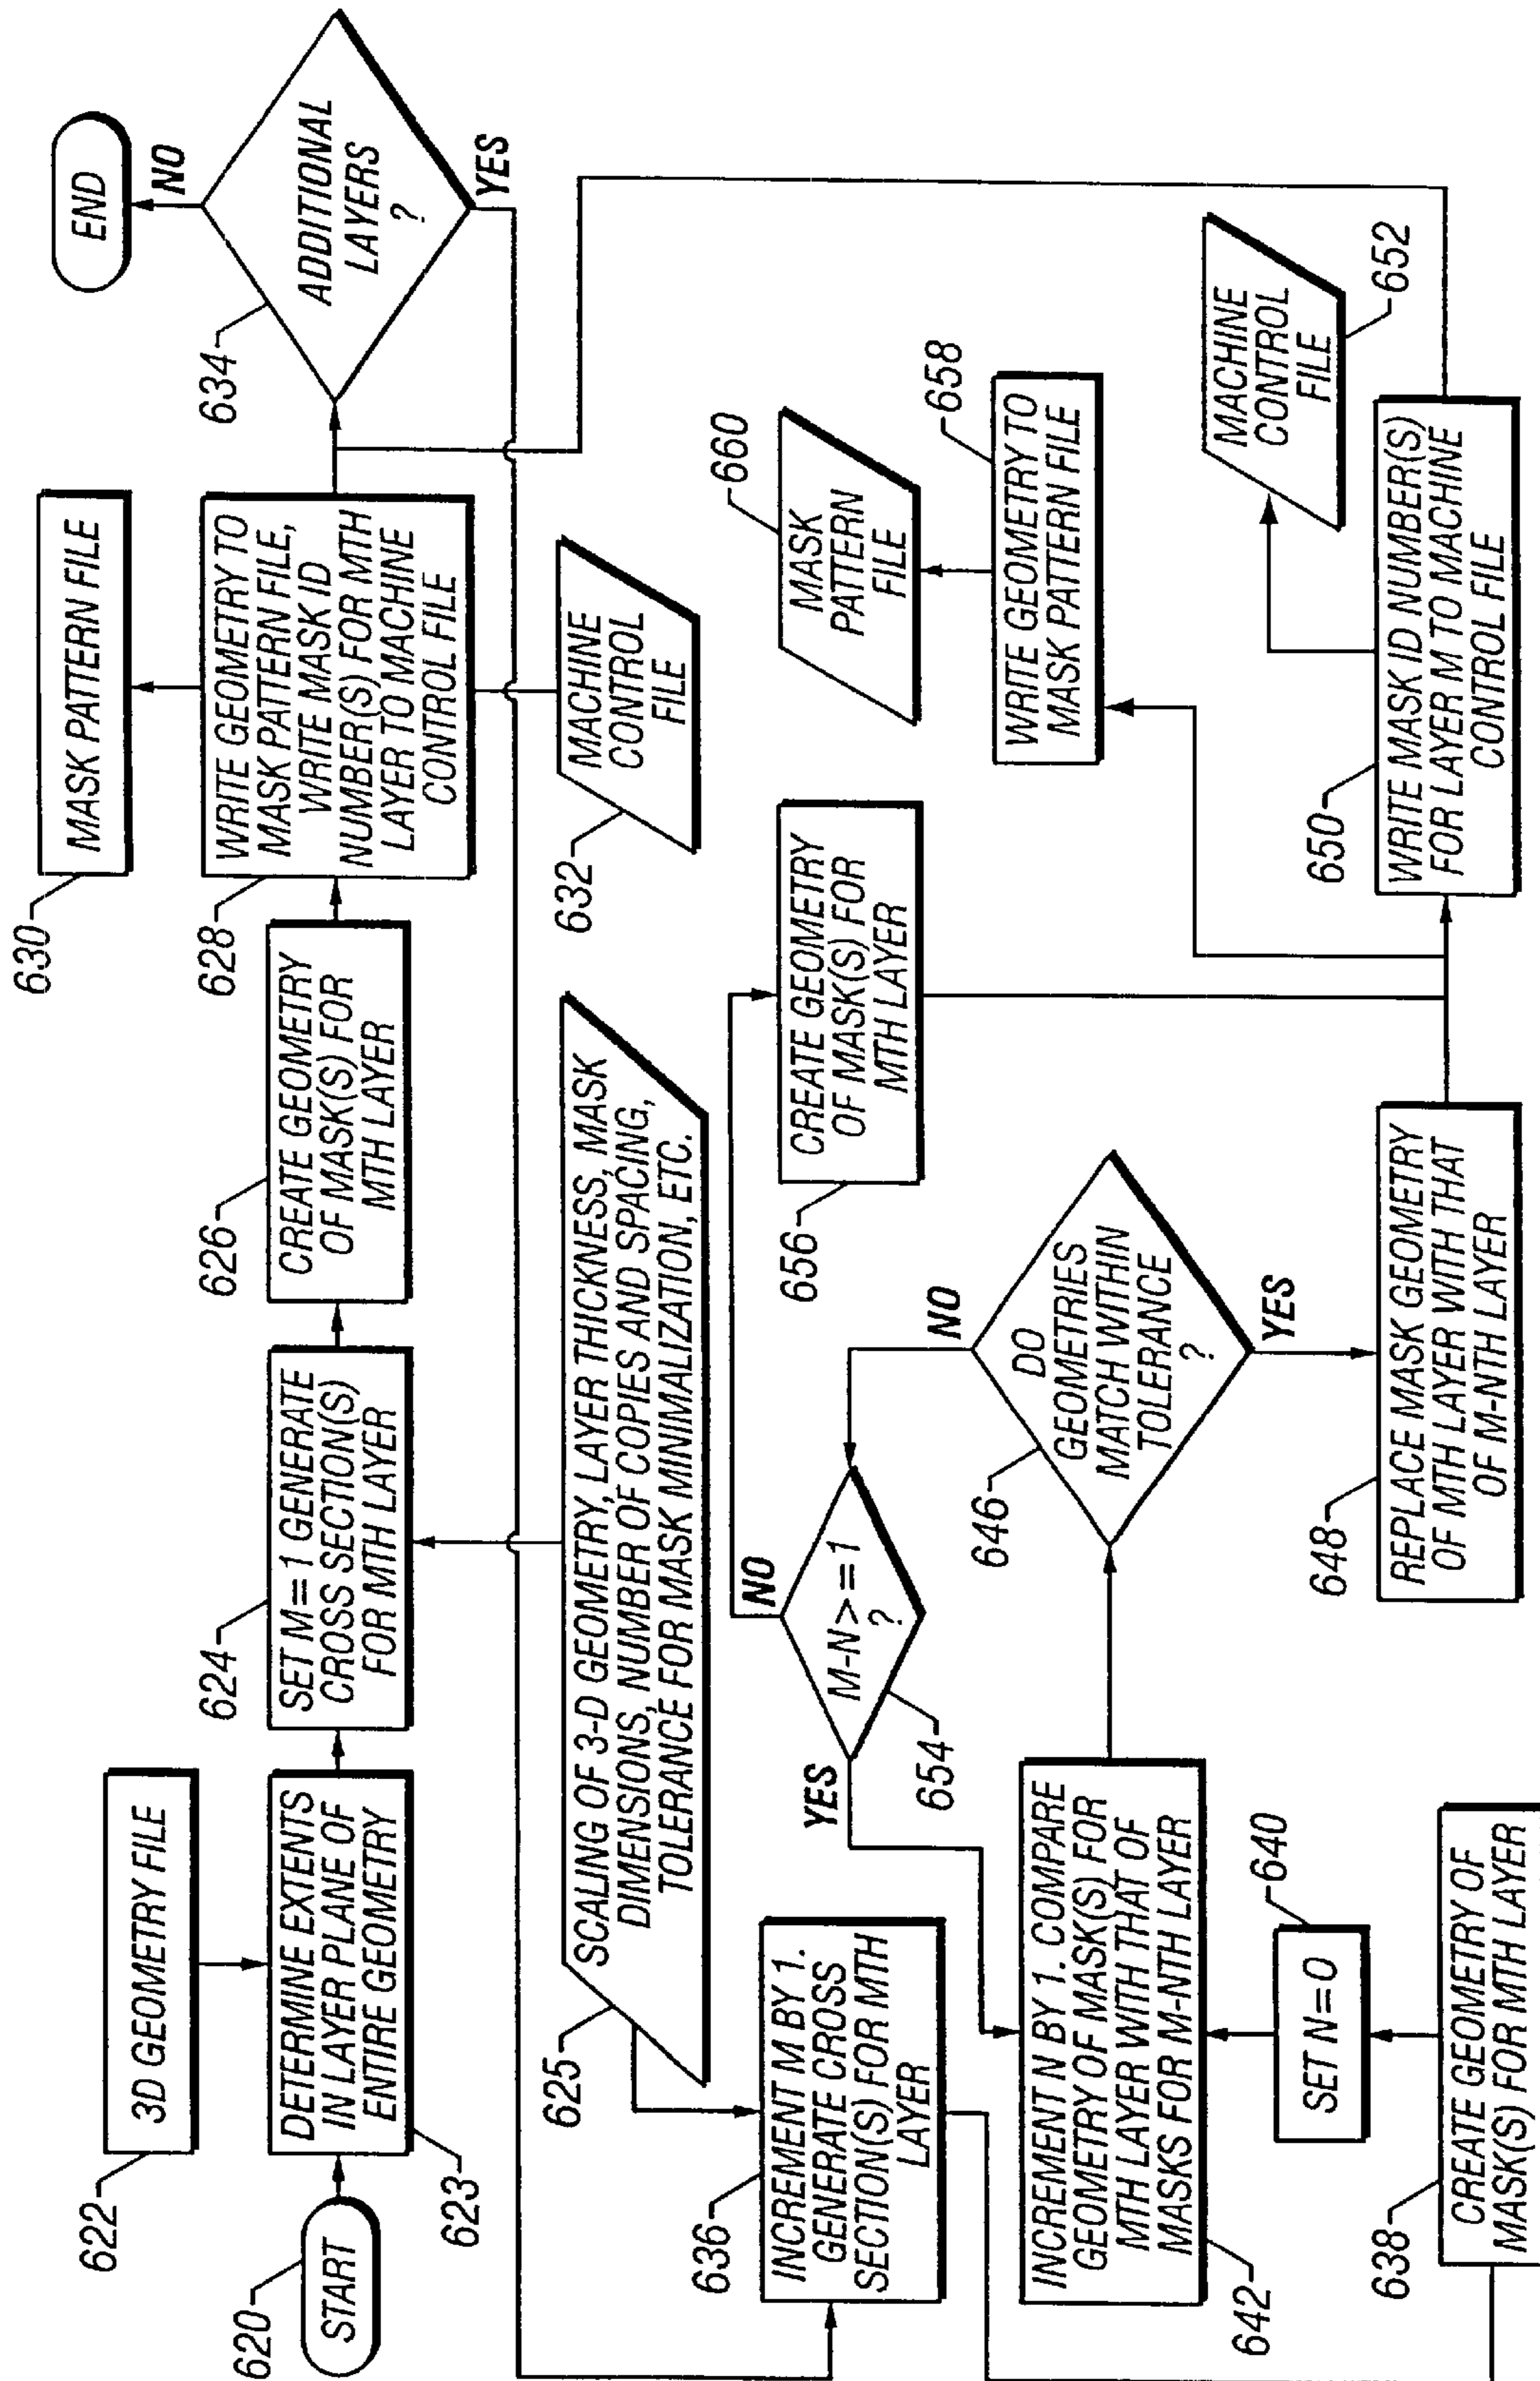 620
START
622
3D GEOMETRY FILE
623
DETERMINE EXTENTS
IN LAYER PLANE OF
ENTIRE GEOMETRY
624
SET M=1 GENERATE
CROSS SECTION(S)
FOR MTH LAYER
626
CREATE GEOMETRY
OF MASK(S) FOR
MTH LAYER
630
MASK PATTERN FILE
628
WRITE GEOMETRY TO
MASK PATTERN FILE,
WRITE MASK ID
NUMBER(S) FOR MTH
LAYER TO MACHINE
CONTROL FILE
632
MACHINE
CONTROL
FILE
634
ADDITIONAL
LAYERS
?
NO
END
YES
625
SCALING OF 3-D GEOMETRY, LAYER THICKNESS, MASK
DIMENSIONS, NUMBER OF COPIES AND SPACING,
TOLERANCE FOR MASK MINIMALIZATION, ETC.
636
INCREMENT M BY 1.
GENERATE CROSS
SECTION(S) FOR MTH
LAYER
638
CREATE GEOMETRY OF
MASK(S) FOR MTH LAYER
640
SET N=0
642
INCREMENT N BY 1. COMPARE
GEOMETRY OF MASK(S) FOR
MTH LAYER WITH THAT OF
MASKS FOR M-NTH LAYER
646
DO
GEOMETRIES
MATCH WITHIN
TOLERANCE
?
NO
YES
654
M-N>=1
?
YES
NO
656
CREATE GEOMETRY
OF MASK(S) FOR
MTH LAYER
648
REPLACE MASK GEOMETRY
OF MTH LAYER WITH THAT
OF M-NTH LAYER
658
WRITE GEOMETRY TO
MASK PATTERN FILE
660
MASK
PATTERN
FILE
650
WRITE MASK ID NUMBER(S)
FOR LAYER M TO MACHINE
CONTROL FILE
652
MACHINE
CONTROL
FILE